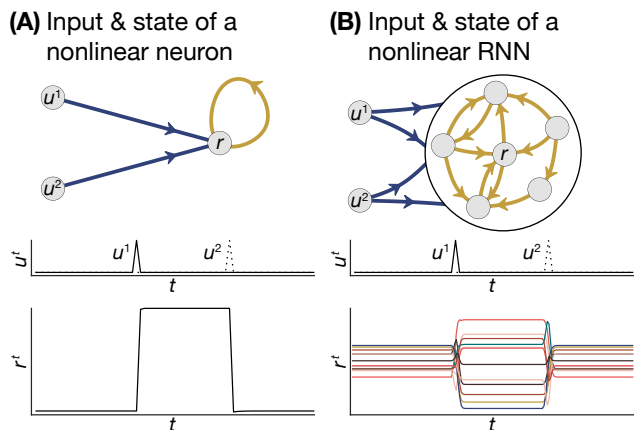 (A) Input & state of a
nonlinear neuron
u¹
r
u²
uᵗ
u¹
u²
t
rᵗ
t
(B) Input & state of a
nonlinear RNN
u¹
r
u²
uᵗ
u¹
u²
t
rᵗ
t